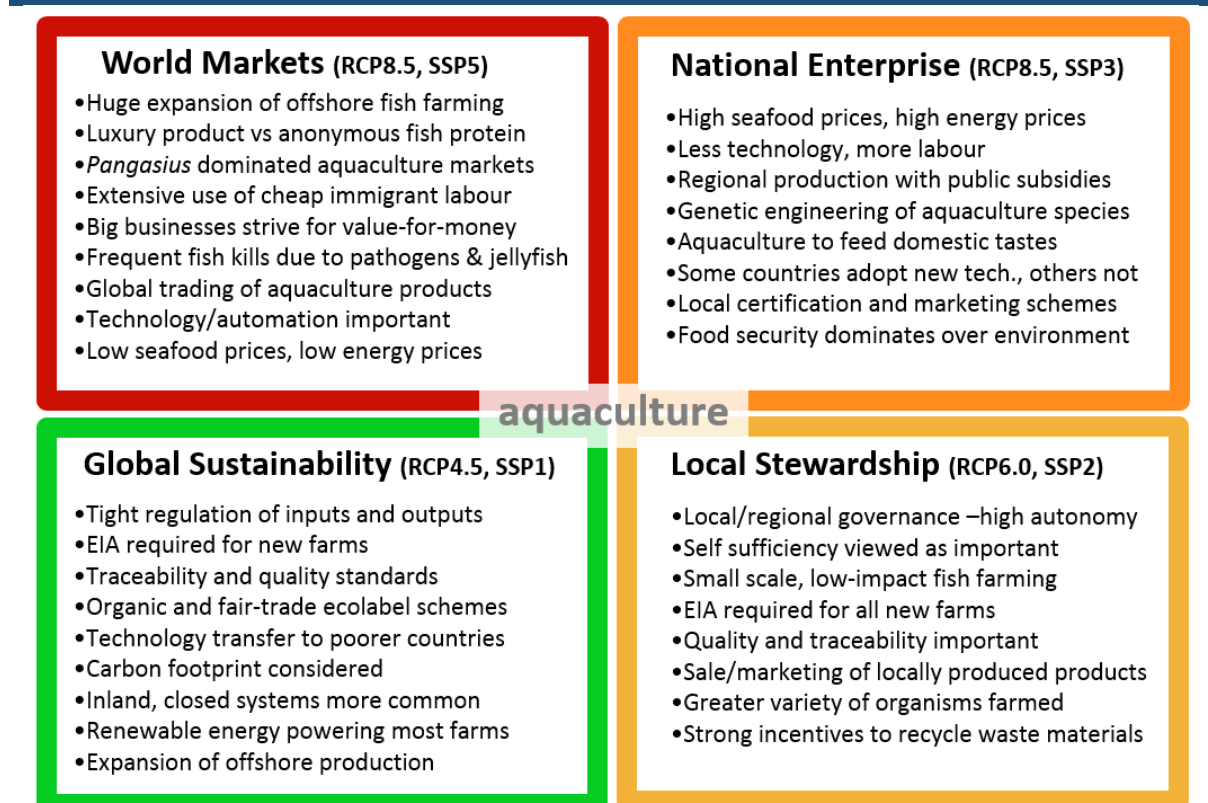 World Markets (RCP8.5, SSP5)
•Huge expansion of offshore fish farming
•Luxury product vs anonymous fish protein
•Pangasius dominated aquaculture markets
•Extensive use of cheap immigrant labour
•Big businesses strive for value-for-money
•Frequent fish kills due to pathogens & jellyfish
•Global trading of aquaculture products
•Technology/automation important
•Low seafood prices, low energy prices
National Enterprise (RCP8.5, SSP3)
•High seafood prices, high energy prices
•Less technology, more labour
•Regional production with public subsidies
•Genetic engineering of aquaculture species
•Aquaculture to feed domestic tastes
•Some countries adopt new tech., others not
•Local certification and marketing schemes
•Food security dominates over environment
aquaculture
Global Sustainability (RCP4.5, SSP1)
•Tight regulation of inputs and outputs
•EIA required for new farms
•Traceability and quality standards
•Organic and fair-trade ecolabel schemes
•Technology transfer to poorer countries
•Carbon footprint considered
•Inland, closed systems more common
•Renewable energy powering most farms
•Expansion of offshore production
Local Stewardship (RCP6.0, SSP2)
•Local/regional governance –high autonomy
•Self sufficiency viewed as important
•Small scale, low-impact fish farming
•EIA required for all new farms
•Quality and traceability important
•Sale/marketing of locally produced products
•Greater variety of organisms farmed
•Strong incentives to recycle waste materials